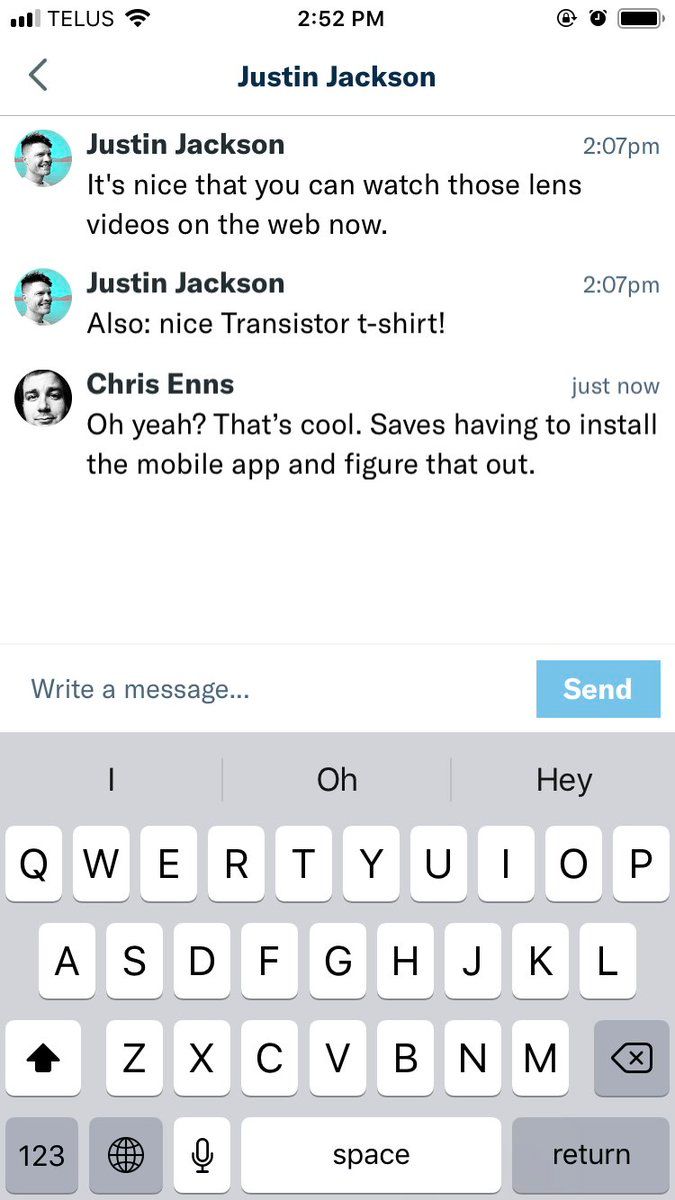 TELUS 2:52 PM
Justin Jackson
Justin Jackson 2:07pm
It's nice that you can watch those lens
videos on the web now.
Justin Jackson 2:07pm
Also: nice Transistor t-shirt!
Chris Enns just now
Oh yeah? That’s cool. Saves having to install
the mobile app and figure that out.
Write a message... Send
I Oh Hey
Q W E R T Y U I O P
A S D F G H J K L
Z X C V B N M
123 space return